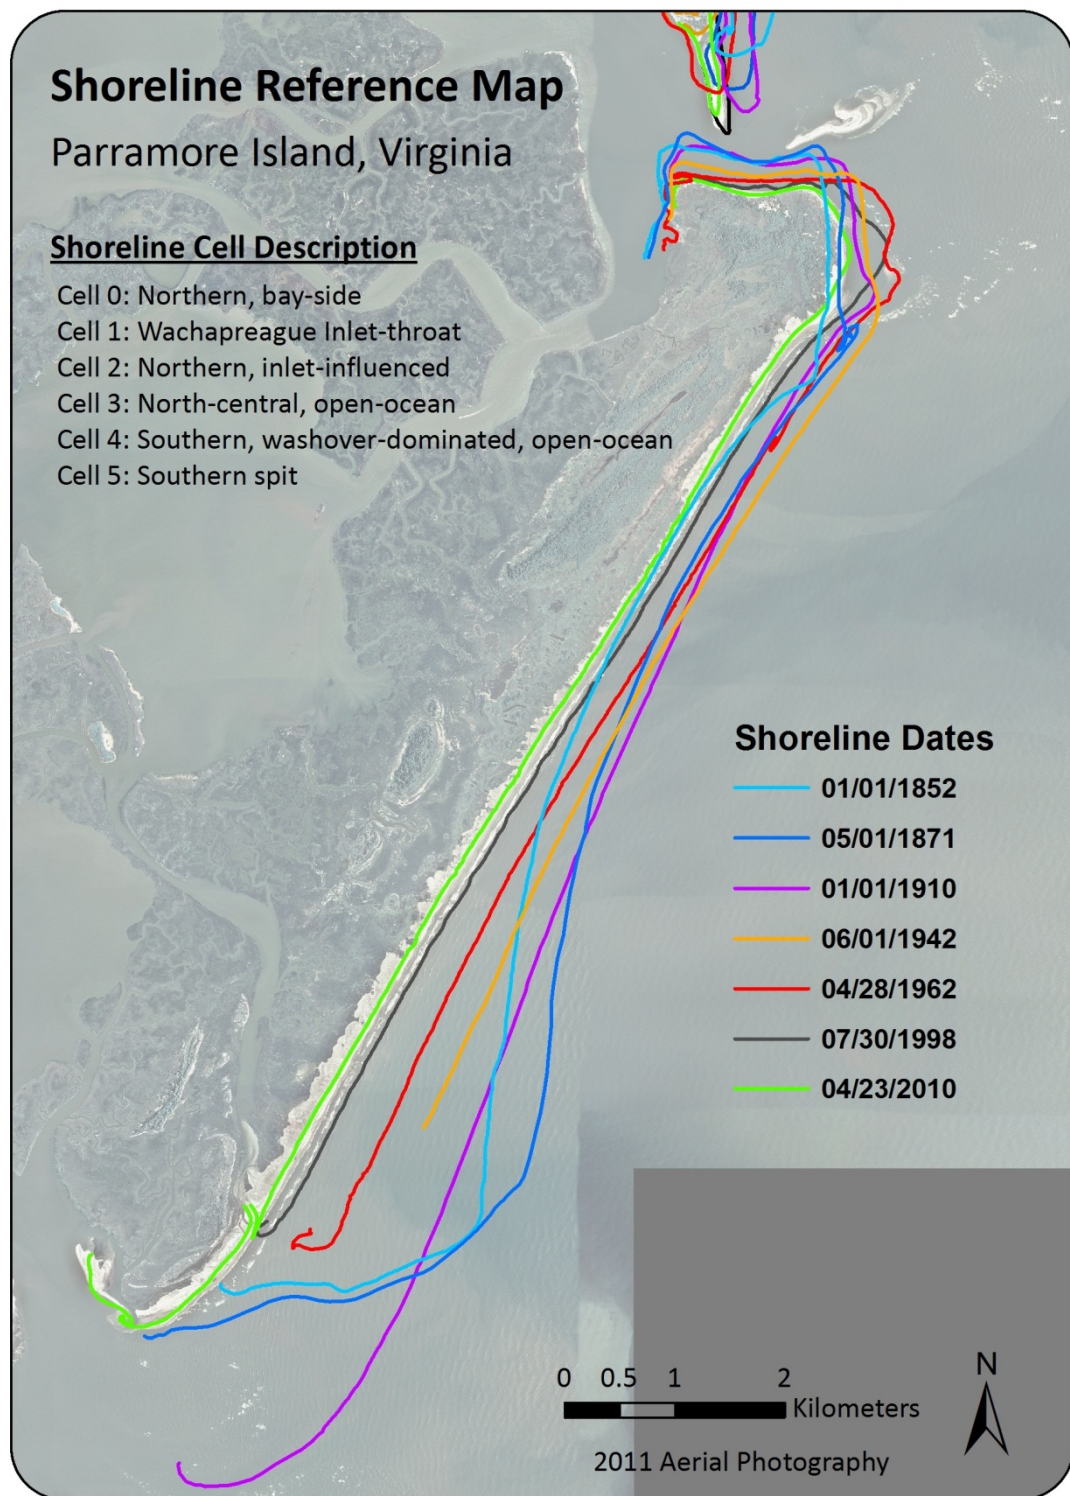 Shoreline Reference Map
Parramore Island, Virginia
Shoreline Cell Description
Cell 0: Northern, bay-side
Cell 1: Wachapreague Inlet-throat
Cell 2: Northern, inlet-influenced
Cell 3: North-central, open-ocean
Cell 4: Southern, washover-dominated, open-ocean
Cell 5: Southern spit
Shoreline Dates
01/01/1852
05/01/1871
01/01/1910
06/01/1942
04/28/1962
07/30/1998
04/23/2010
N
0 0.5 1 2
Kilometers
2011 Aerial Photography